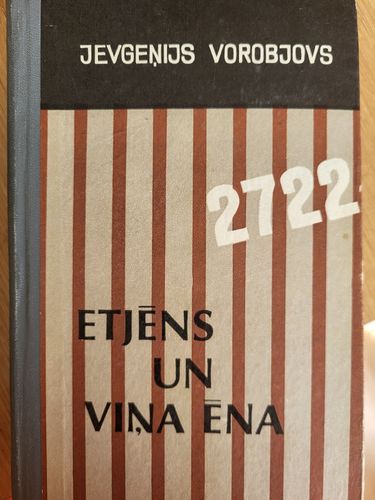 JEVGEŅIJS VOROBJOVS
2722
ETJĒNS
UN
VIŅA ĒNA